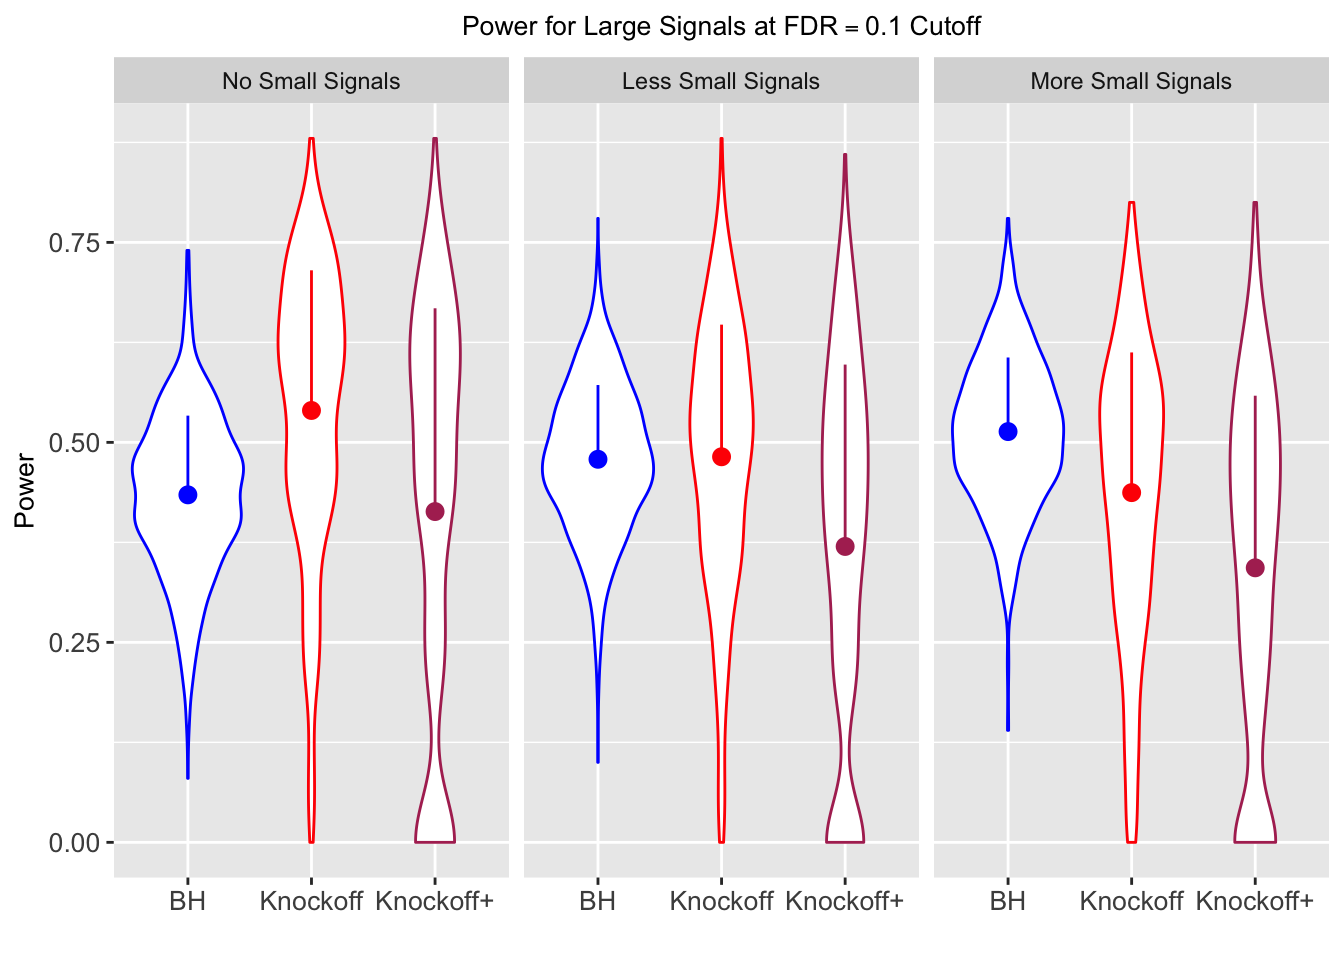 Power for Large Signals at FDR = 0.1 Cutoff
No Small Signals
Less Small Signals
More Small Signals
Power
0.75
0.50
0.25
0.00
BH Knockoff Knockoff+
BH Knockoff Knockoff+
BH Knockoff Knockoff+